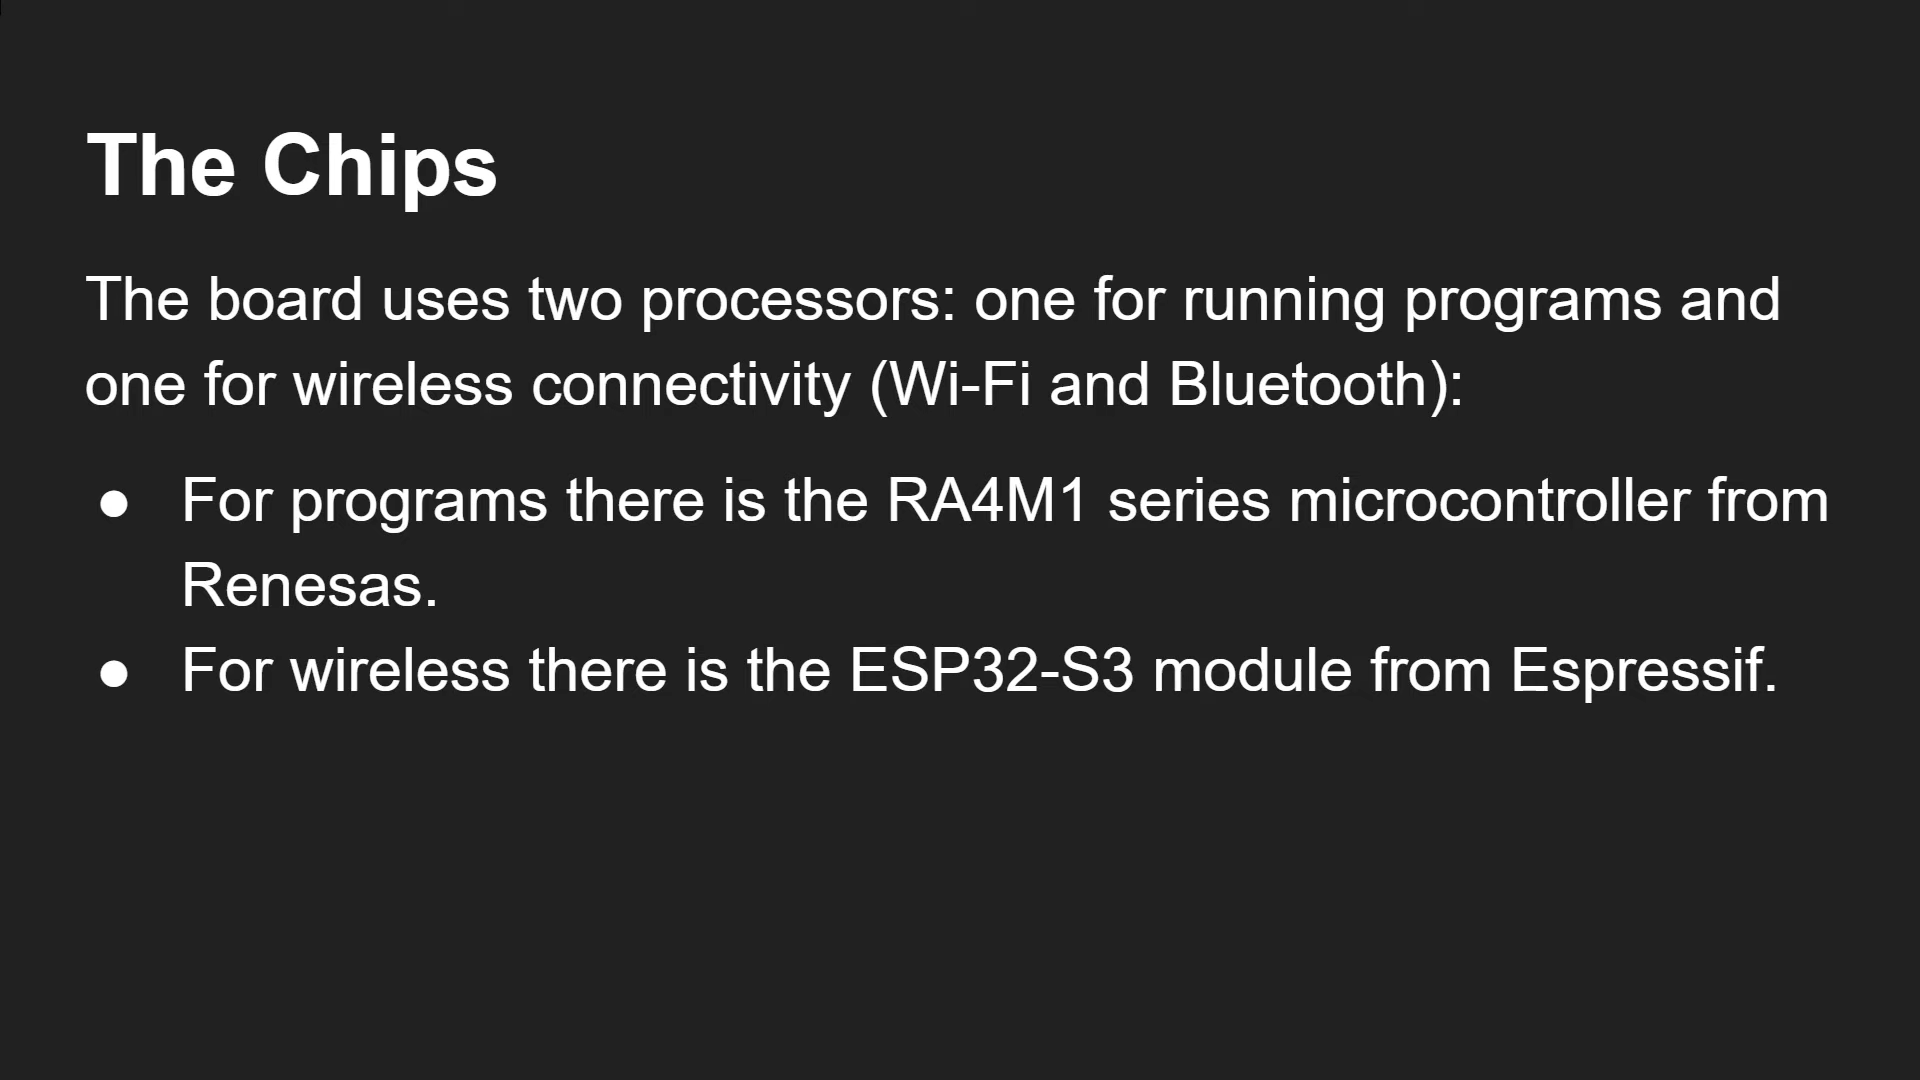 The Chips
The board uses two processors: one for running programs and
one for wireless connectivity (Wi-Fi and Bluetooth):
● For programs there is the RA4M1 series microcontroller from
Renesas.
● For wireless there is the ESP32-S3 module from Espressif.